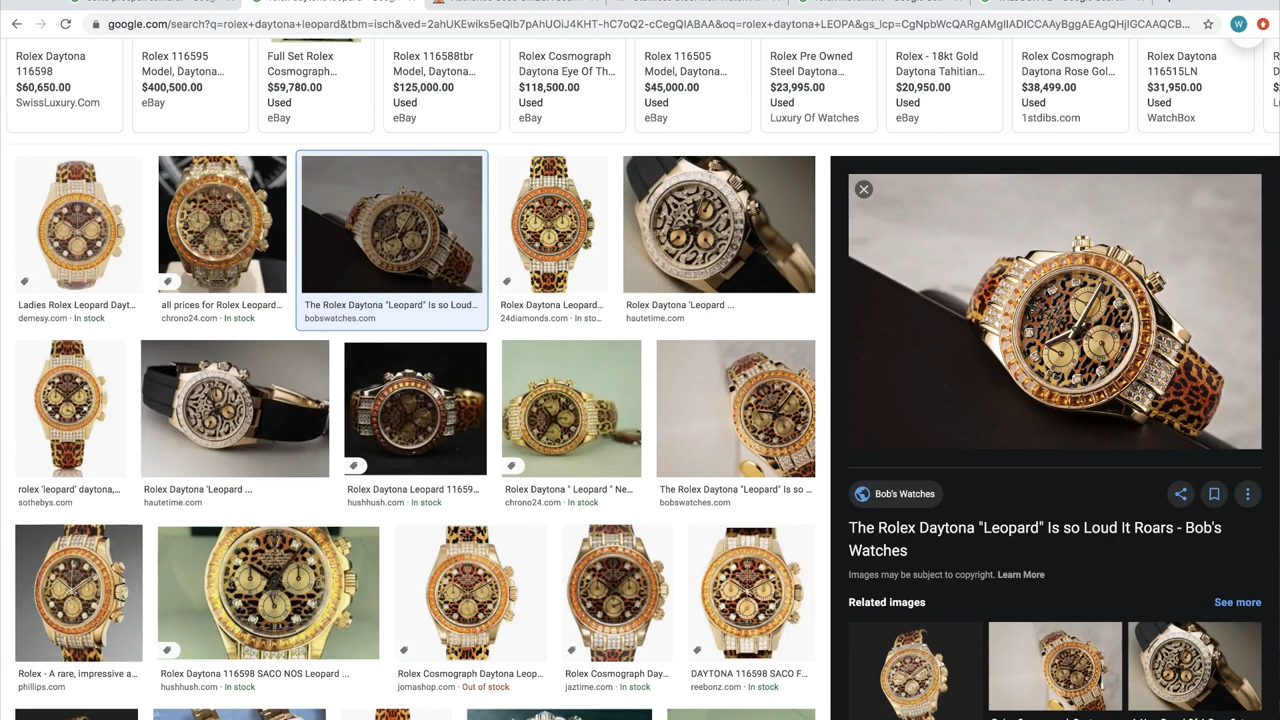 google.com/search?q=rolex+daytona+leopard&tbm=isch&ved=2ahUKEwiks5eQlb7pAhUOiJ4KHT-hC7oQ2-cCegQIABAA&oq=rolex+daytona+LEOPA&gs_lcp=CgNpbWcQARgAMgIIADICCAAyBggAEAgQHjIGCAAQCB...
W
Rolex Daytona
116598
$60,650.00
SwissLuxury.Com
Rolex 116595
Model, Daytona...
$400,500.00
eBay
Full Set Rolex
Cosmograph...
$59,780.00
Used
eBay
Rolex 116588tbr
Model, Daytona...
$125,000.00
Used
eBay
Rolex Cosmograph
Daytona Eye Of Th...
$118,500.00
Used
eBay
Rolex 116505
Model, Daytona...
$45,000.00
Used
eBay
Rolex Pre Owned
Steel Daytona...
$23,995.00
Used
Luxury Of Watches
Rolex - 18kt Gold
Daytona Tahitian...
$20,950.00
Used
eBay
Rolex Cosmograph
Daytona Rose Gol...
$38,499.00
Used
1stdibs.com
Rolex Daytona
116515LN
$31,950.00
Used
WatchBox
Ladies Rolex Leopard Dayt...
demesy.com · In stock
all prices for Rolex Leopard...
chrono24.com · In stock
The Rolex Daytona "Leopard" Is so Loud...
bobswatches.com
Rolex Daytona Leopard...
24diamonds.com · In sto...
Rolex Daytona 'Leopard ...
hautetime.com
rolex 'leopard' daytona,...
sothebys.com
Rolex Daytona 'Leopard ...
hautetime.com
Rolex Daytona Leopard 11659...
hushhush.com · In stock
Rolex Daytona " Leopard " Ne...
chrono24.com · In stock
The Rolex Daytona "Leopard" Is so ...
bobswatches.com
Rolex - A rare, impressive a...
phillips.com
Rolex Daytona 116598 SACO NOS Leopard ...
hushhush.com · In stock
Rolex Cosmograph Daytona Leop...
jomashop.com · Out of stock
Rolex Cosmograph Day...
jaztime.com · In stock
DAYTONA 116598 SACO F...
reebonz.com · In stock
Bob's Watches
The Rolex Daytona "Leopard" Is so Loud It Roars - Bob's
Watches
Images may be subject to copyright. Learn More
Related images
See more